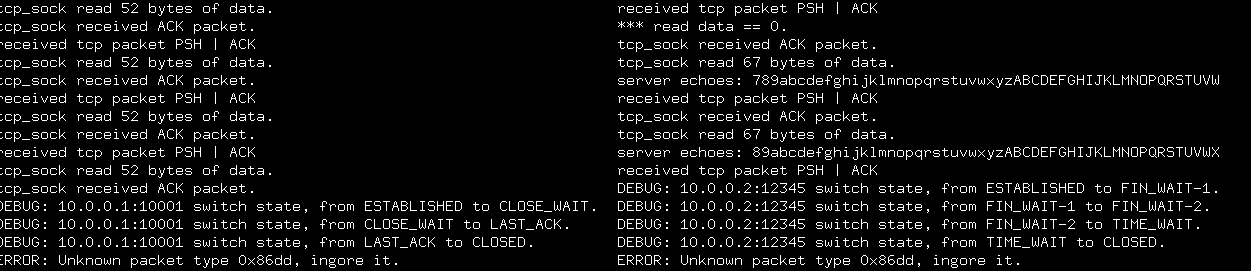 tcp_sock read 52 bytes of data.
tcp_sock received ACK packet.
received tcp packet PSH | ACK
tcp_sock read 52 bytes of data.
tcp_sock received ACK packet.
received tcp packet PSH | ACK
tcp_sock read 52 bytes of data.
tcp_sock received ACK packet.
received tcp packet PSH | ACK
tcp_sock read 52 bytes of data.
tcp_sock received ACK packet.
DEBUG: 10.0.0.1:10001 switch state, from ESTABLISHED to CLOSE_WAIT.
DEBUG: 10.0.0.1:10001 switch state, from CLOSE_WAIT to LAST_ACK.
DEBUG: 10.0.0.1:10001 switch state, from LAST_ACK to CLOSED.
ERROR: Unknown packet type 0x86dd, ingore it.
received tcp packet PSH | ACK
*** read data == 0.
tcp_sock received ACK packet.
tcp_sock read 67 bytes of data.
server echoes: 789abcdefghijklmnopqrstuvwxyzABCDEFGHIJKLMNOPQRSTUVW
received tcp packet PSH | ACK
tcp_sock received ACK packet.
tcp_sock read 67 bytes of data.
server echoes: 89abcdefghijklmnopqrstuvwxyzABCDEFGHIJKLMNOPQRSTUVWX
received tcp packet PSH | ACK
DEBUG: 10.0.0.2:12345 switch state, from ESTABLISHED to FIN_WAIT-1.
DEBUG: 10.0.0.2:12345 switch state, from FIN_WAIT-1 to FIN_WAIT-2.
DEBUG: 10.0.0.2:12345 switch state, from FIN_WAIT-2 to TIME_WAIT.
DEBUG: 10.0.0.2:12345 switch state, from TIME_WAIT to CLOSED.
ERROR: Unknown packet type 0x86dd, ingore it.